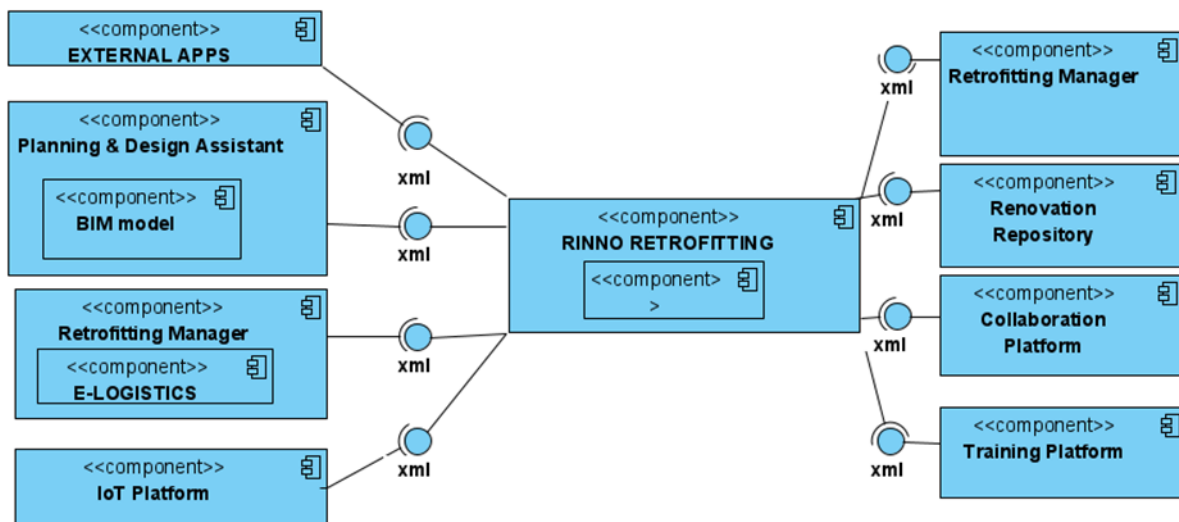 <<component>>
EXTERNAL APPS
xml
<<component>>
Planning & Design Assistant
<<component>>
BIM model
xml
<<component>>
Retrofitting Manager
<<component>>
E-LOGISTICS
xml
<<component>>
IoT Platform
xml
<<component>>
RINNO RETROFITTING
<<component>
>
<<component>>
Retrofitting Manager
xml
<<component>>
Renovation
Repository
xml
<<component>>
Collaboration
Platform
xml
<<component>>
Training Platform
xml